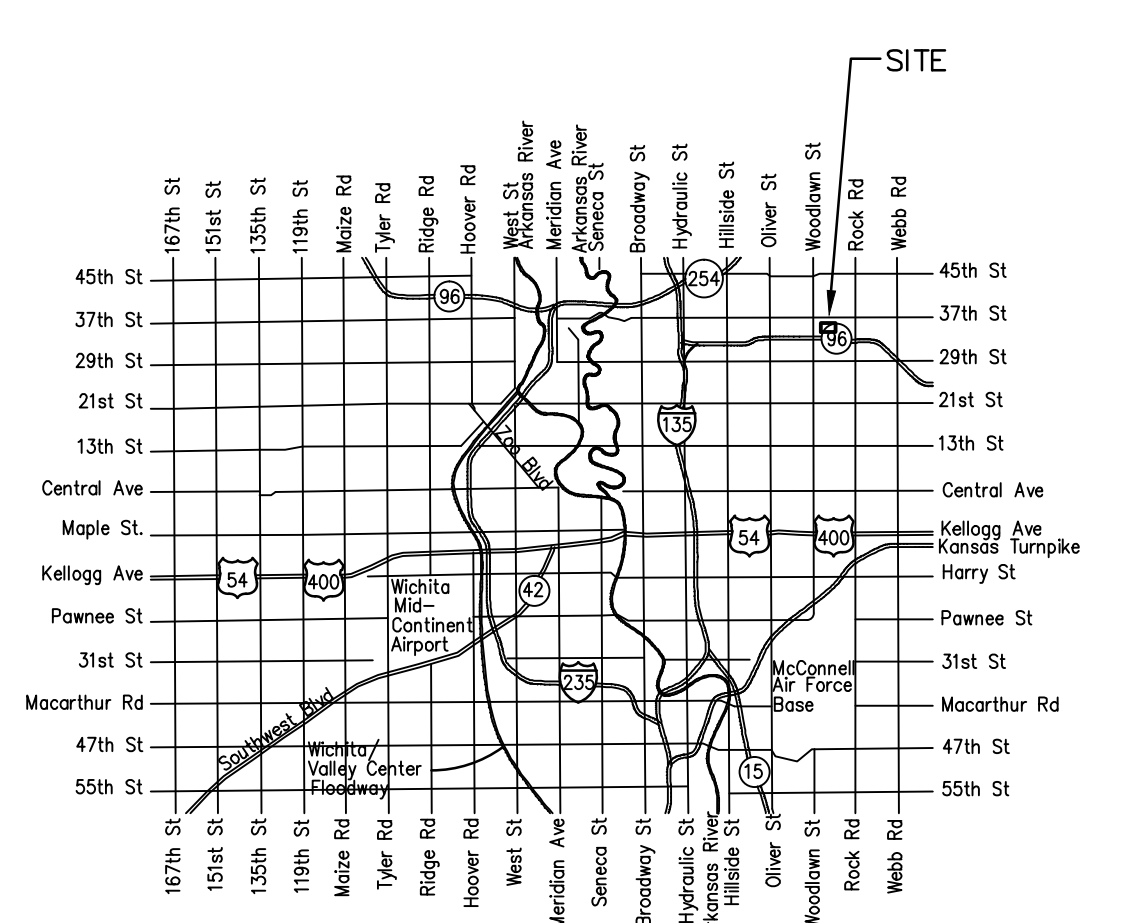 SITE
167th St
151st St
135th St
119th St
Maize Rd
Tyler Rd
Ridge Rd
Hoover Rd
West St
Arkansas River
Meridian Ave
Arkansas River
Seneca St
Broadway St
Hydraulic St
Hillside St
Oliver St
Woodlawn St
Rock Rd
Webb Rd
45th St
254
45th St
96
37th St
37th St
96
29th St
29th St
21st St
21st St
135
13th St
Zoo Blvd
13th St
Central Ave
Central Ave
Maple St.
54
400
Kellogg Ave
Kansas Turnpike
Kellogg Ave
54
400
Harry St
Wichita
Mid-
Continent
Airport
42
Pawnee St
Pawnee St
31st St
31st St
McConnell
Air Force
Base
235
Macarthur Rd
Macarthur Rd
Southwest Blvd
47th St
47th St
Wichita/
Valley Center
Floodway
15
55th St
55th St
167th St
151st St
135th St
119th St
Maize Rd
Tyler Rd
Ridge Rd
Hoover Rd
West St
Meridian Ave
Seneca St
Broadway St
Hydraulic St
rkansas River
Hillside St
Oliver St
Woodlawn St
Rock Rd
Webb Rd